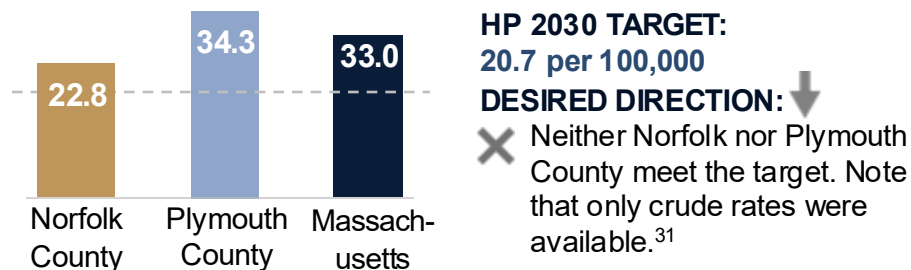 22.8
34.3
33.0
Norfolk
County
Plymouth
County
Massach-
usetts
HP 2030 TARGET:
20.7 per 100,000
DESIRED DIRECTION:
Neither Norfolk nor Plymouth
County meet the target. Note
that only crude rates were
available.³¹